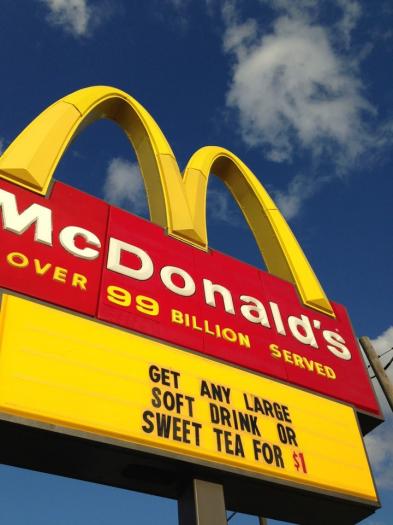 McDonald's
OVER 99 BILLION SERVED
GET ANY LARGE
SOFT DRINK OR
SWEET TEA FOR $1